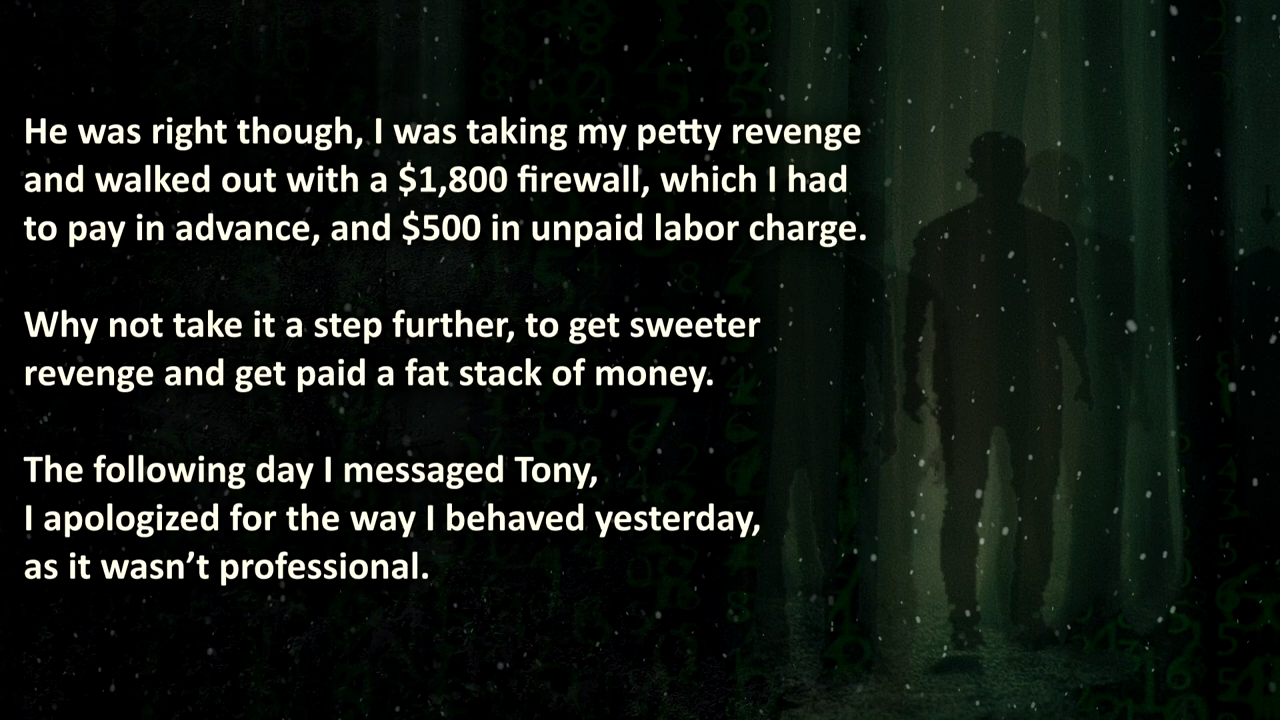 He was right though, I was taking my petty revenge
and walked out with a $1,800 firewall, which I had
to pay in advance, and $500 in unpaid labor charge.
Why not take it a step further, to get sweeter
revenge and get paid a fat stack of money.
The following day I messaged Tony,
I apologized for the way I behaved yesterday,
as it wasn’t professional.